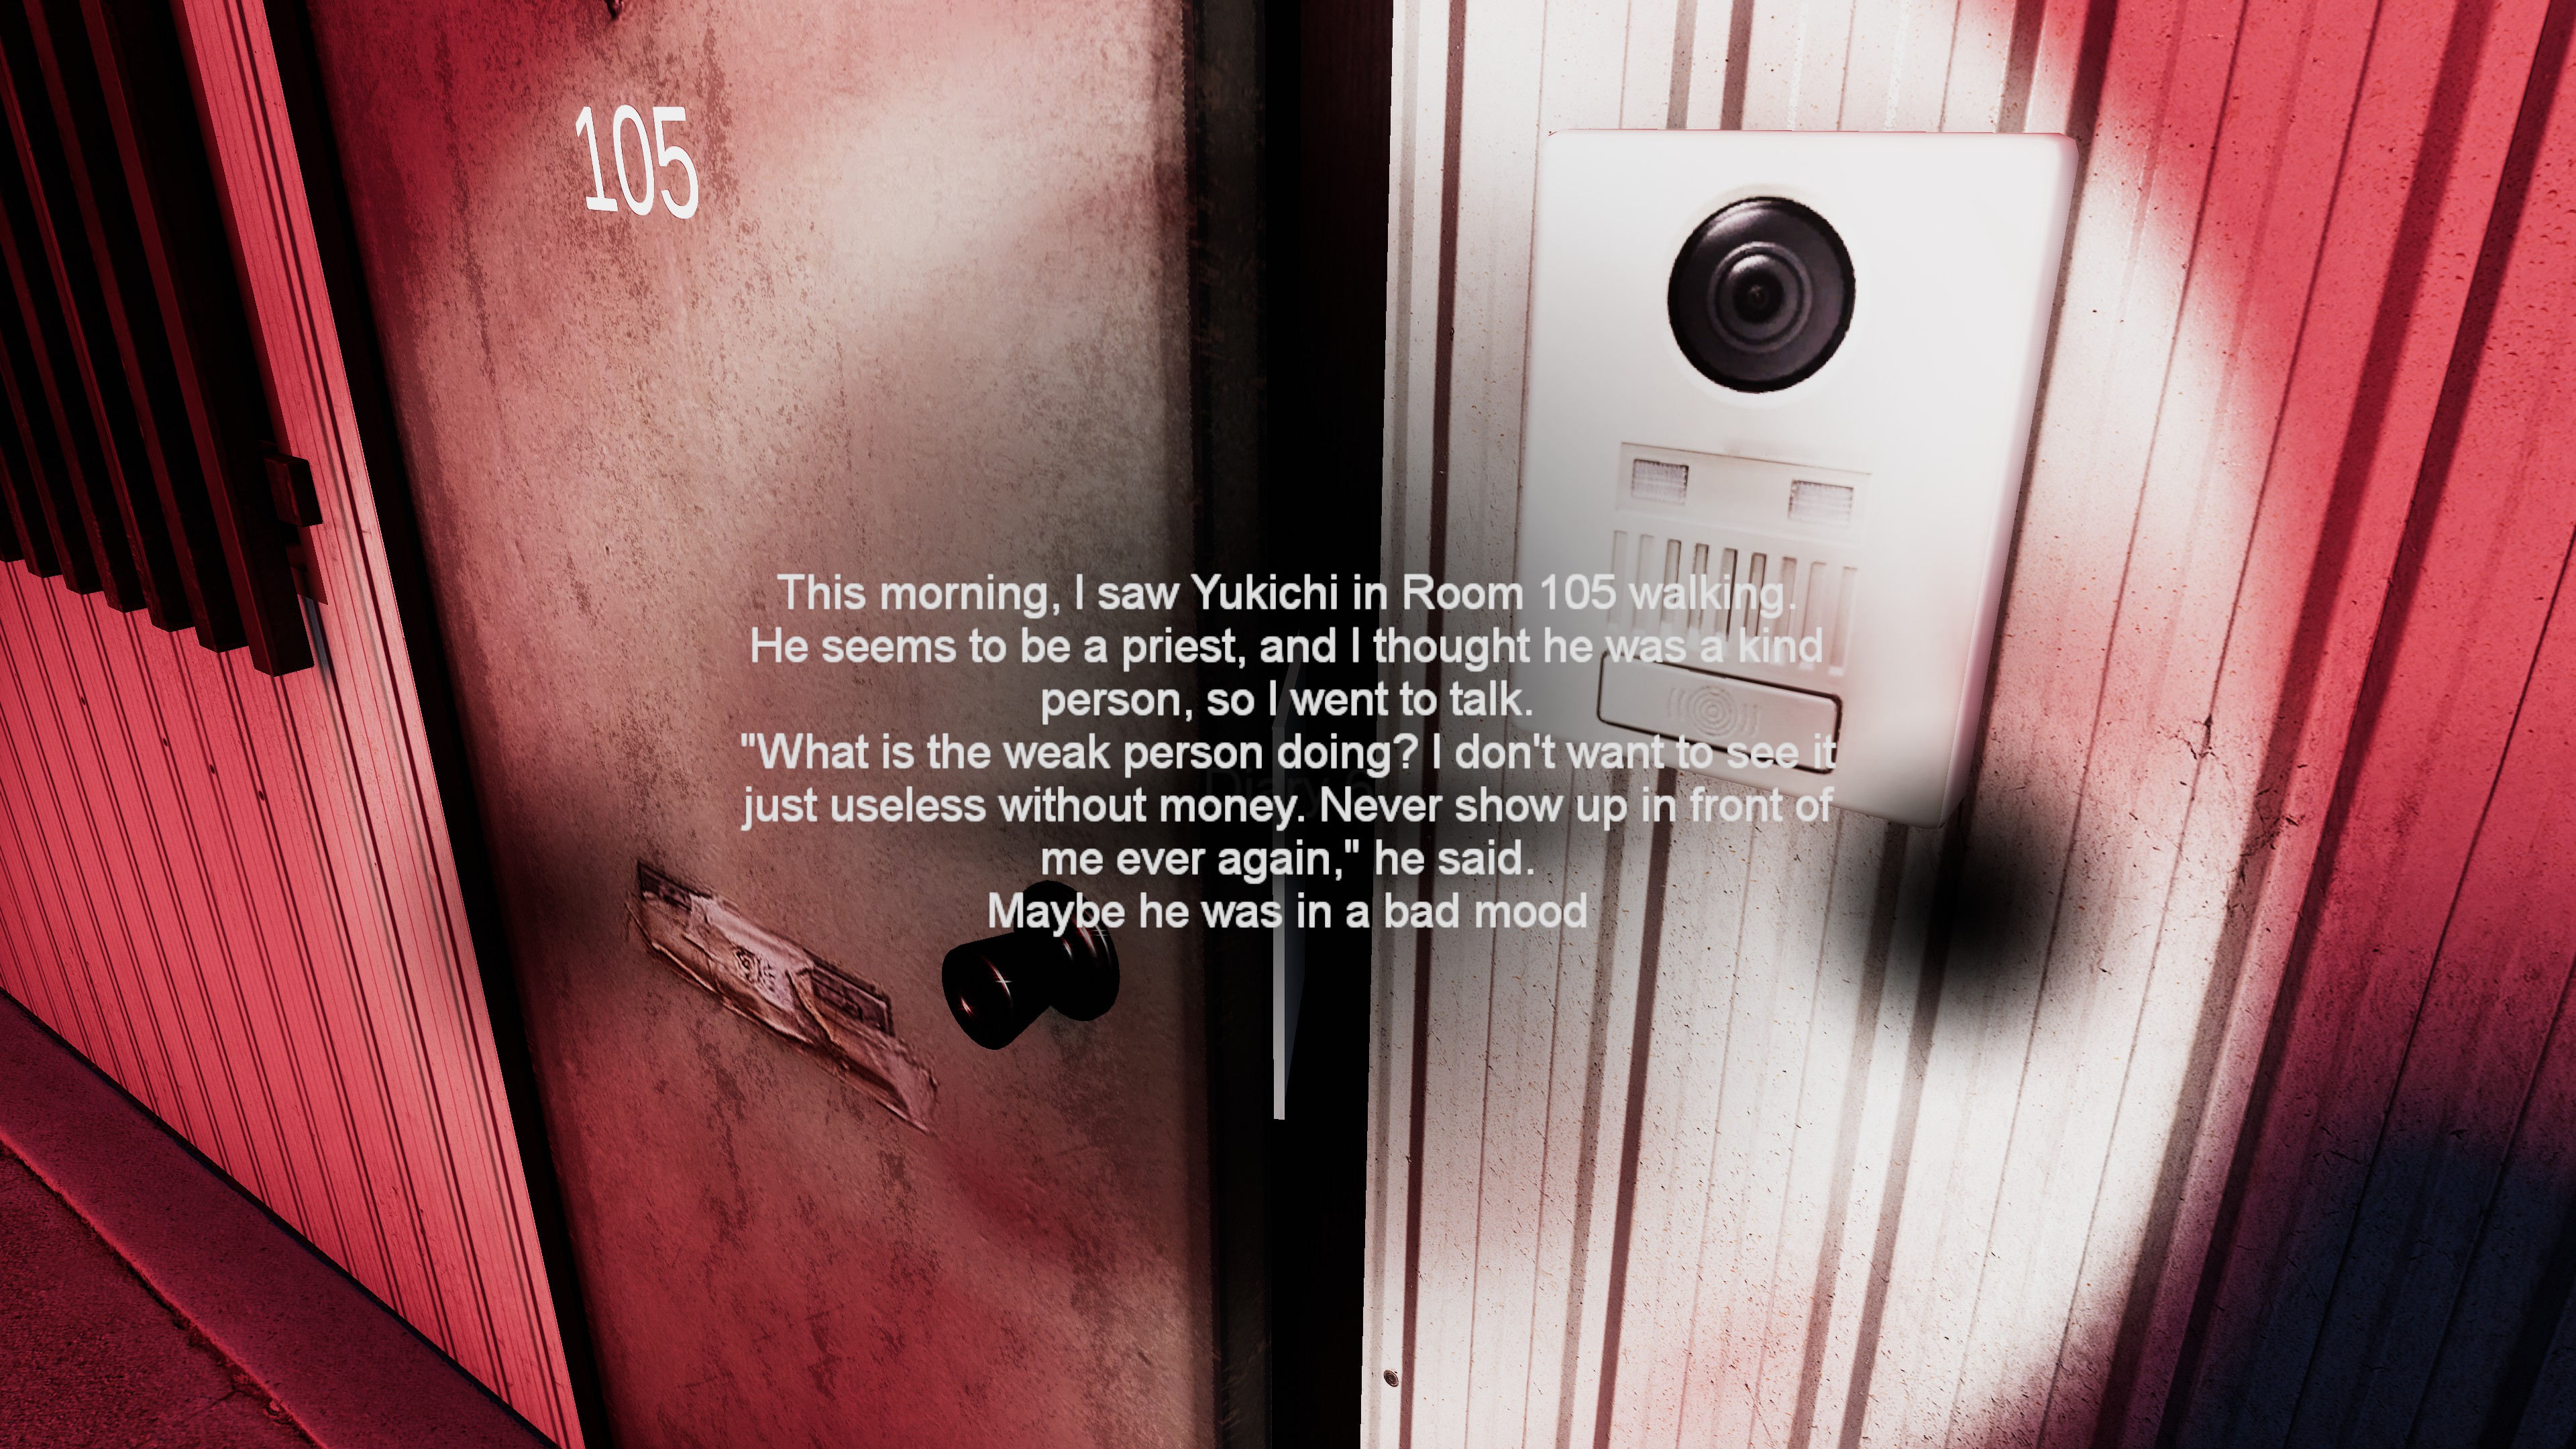 105
This morning, I saw Yukichi in Room 105 walking.
He seems to be a priest, and I thought he was a kind
person, so I went to talk.
"What is the weak person doing? I don't want to see it
just useless without money. Never show up in front of
me ever again," he said.
Maybe he was in a bad mood
Diary 6